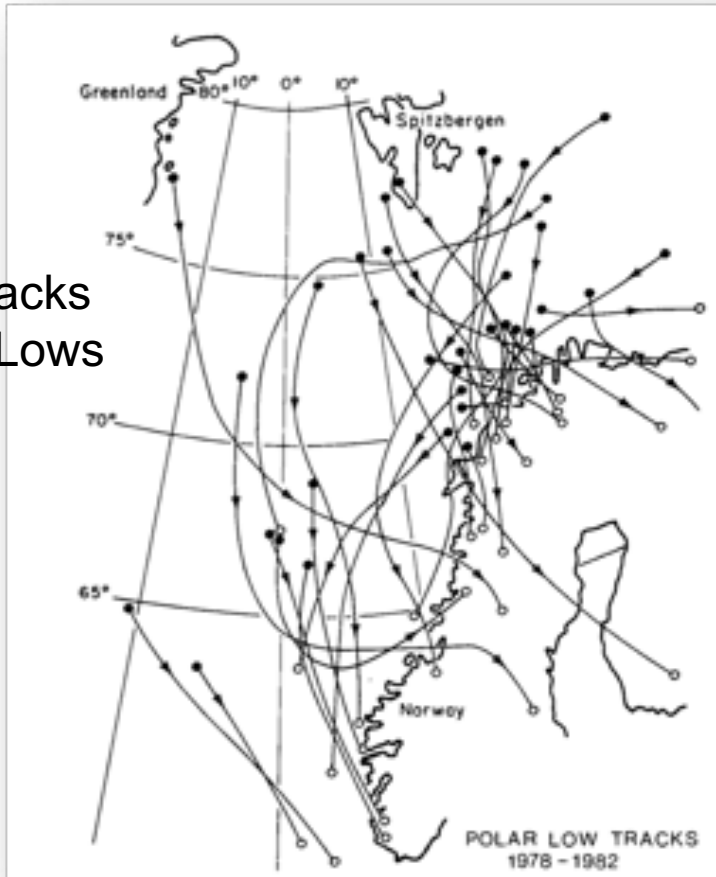 Greenland
80° 10° 0° 10°
Spitzbergen
75°
acks
Lows
70°
65°
Norway
POLAR LOW TRACKS
1978-1982